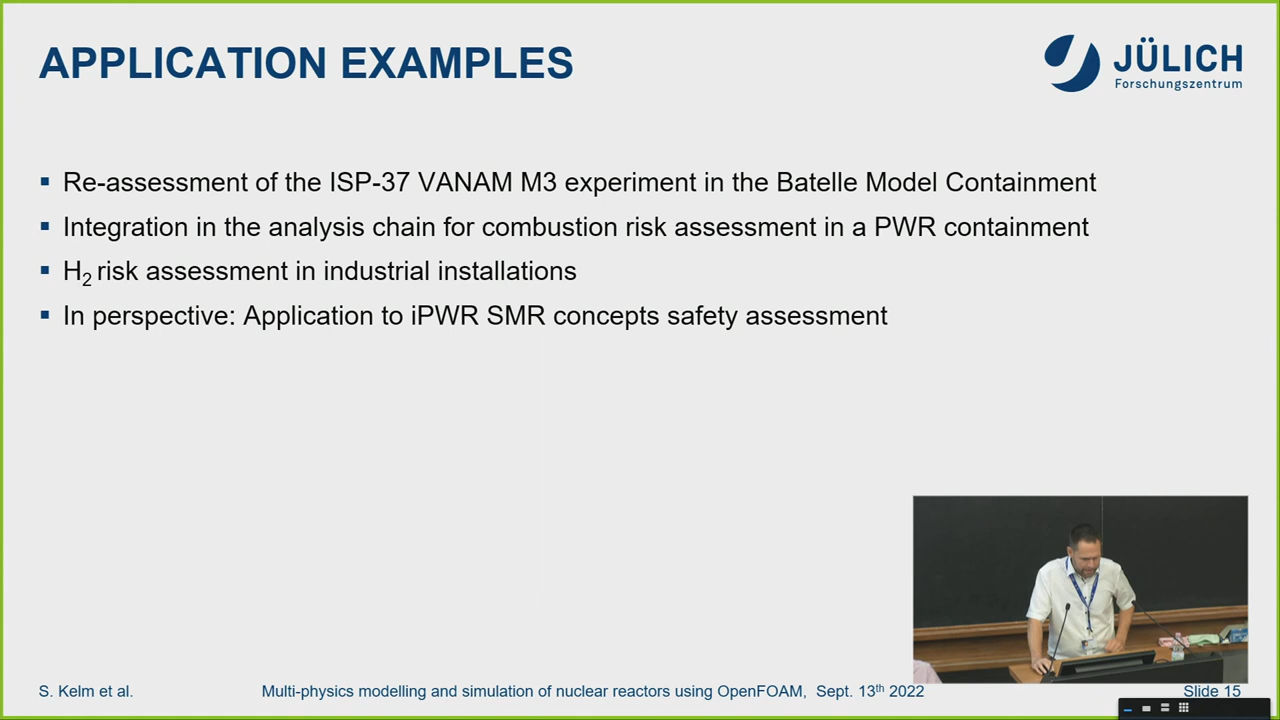 APPLICATION EXAMPLES
JÜLICH
Forschungszentrum
▪ Re-assessment of the ISP-37 VANAM M3 experiment in the Batelle Model Containment
▪ Integration in the analysis chain for combustion risk assessment in a PWR containment
▪ H₂ risk assessment in industrial installations
▪ In perspective: Application to iPWR SMR concepts safety assessment
S. Kelm et al.
Multi-physics modelling and simulation of nuclear reactors using OpenFOAM, Sept. 13th 2022
Slide 15